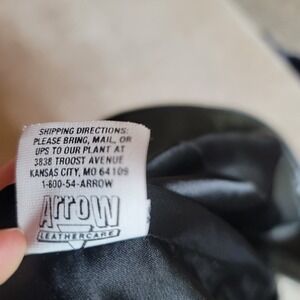 SHIPPING DIRECTIONS:
PLEASE BRING, MAIL, OR
UPS TO OUR PLANT AT
3838 TROOST AVENUE
KANSAS CITY, MO 64109
1-800-54-ARROW
ARROW
LEATHERCARE